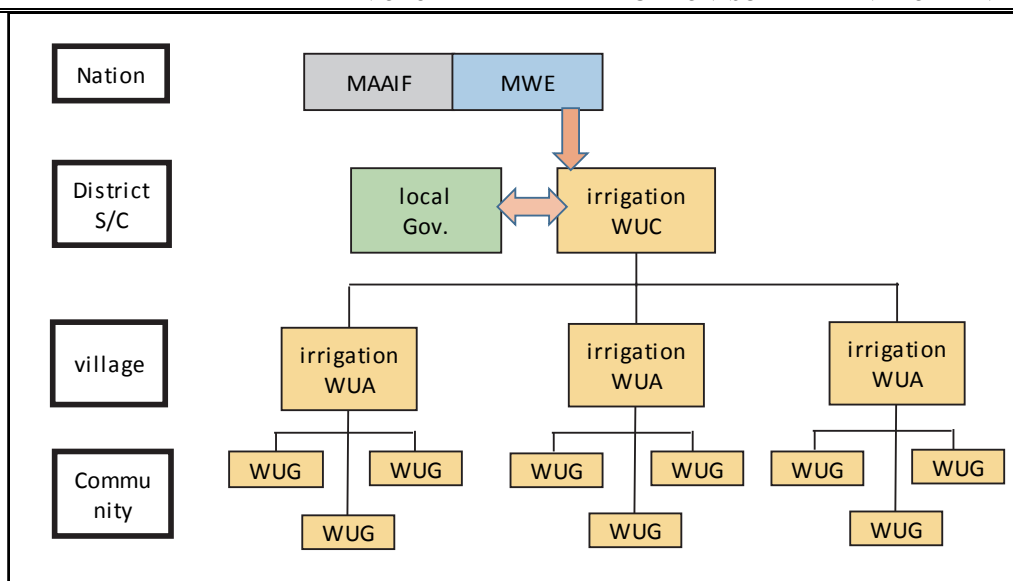 Nation
MAAIF
MWE
District
S/C
local
Gov.
irrigation
WUC
village
irrigation
WUA
irrigation
WUA
irrigation
WUA
Commu
nity
WUG
WUG
WUG
WUG
WUG
WUG
WUG
WUG
WUG